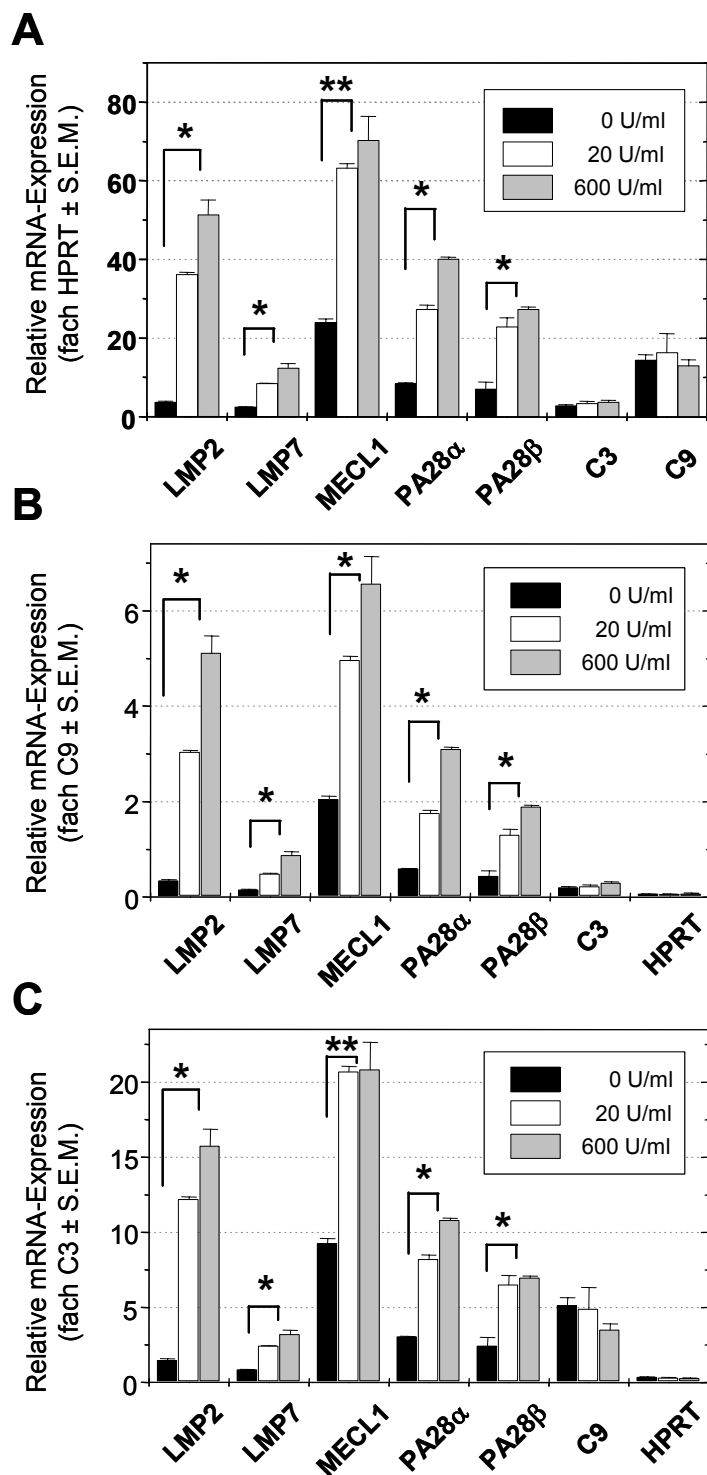 A
Relative mRNA-Expression
(fach HPRT ± S.E.M.)
80
60
40
20
0
*
*
**
*
*
0 U/ml
20 U/ml
600 U/ml
LMP2
LMP7
MECL1
PA28α
PA28β
C3
C9
B
Relative mRNA-Expression
(fach C9 ± S.E.M.)
6
4
2
0
*
*
*
*
*
0 U/ml
20 U/ml
600 U/ml
LMP2
LMP7
MECL1
PA28α
PA28β
C3
HPRT
C
Relative mRNA-Expression
(fach C3 ± S.E.M.)
20
15
10
5
0
*
*
**
*
*
0 U/ml
20 U/ml
600 U/ml
LMP2
LMP7
MECL1
PA28α
PA28β
C9
HPRT